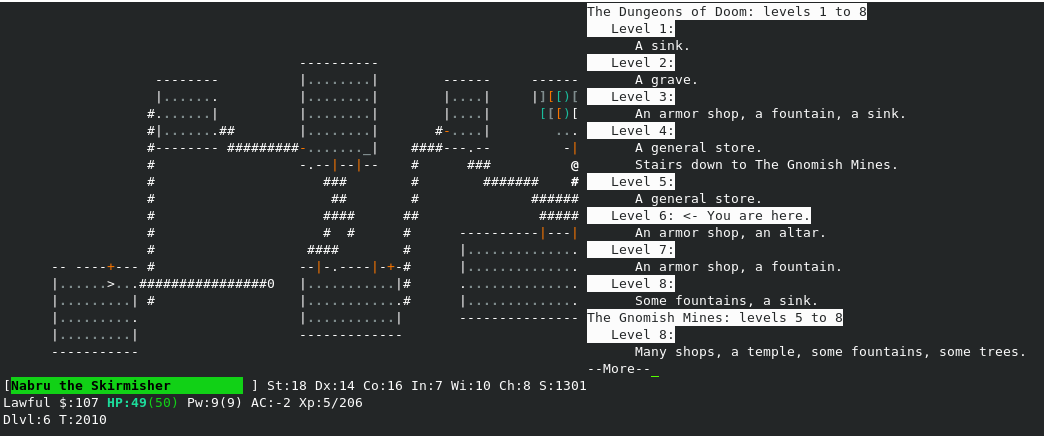 The Dungeons of Doom: levels 1 to 8
Level 1:
A sink.
Level 2:
A grave.
Level 3:
An armor shop, a fountain, a sink.
Level 4:
A general store.
Stairs down to The Gnomish Mines.
Level 5:
A general store.
Level 6: <- You are here.
An armor shop, an altar.
Level 7:
An armor shop, a fountain.
Level 8:
Some fountains, a sink.
The Gnomish Mines: levels 5 to 8
Level 8:
Many shops, a temple, some fountains, some trees.
--More--
[Nabru the Skirmisher ] St:18 Dx:14 Co:16 In:7 Wi:10 Ch:8 S:1301
Lawful $:107 HP:49(50) Pw:9(9) AC:-2 Xp:5/206
Dlvl:6 T:2010